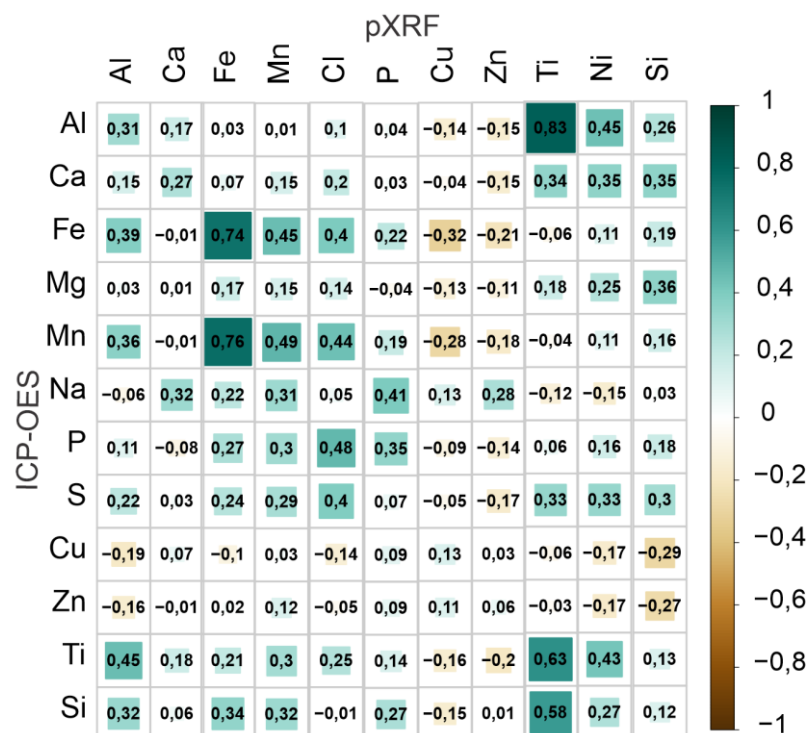 pXRF
Al Ca Fe Mn Cl P Cu Zn Ti Ni Si
ICP-OES
Al 0,31 0,17 0,03 0,01 0,1 0,04 −0,14 −0,15 0,83 0,45 0,26
Ca 0,15 0,27 0,07 0,15 0,2 0,03 −0,04 −0,15 0,34 0,35 0,35
Fe 0,39 −0,01 0,74 0,45 0,4 0,22 −0,32 −0,21 −0,06 0,11 0,19
Mg 0,03 0,01 0,17 0,15 0,14 −0,04 −0,13 −0,11 0,18 0,25 0,36
Mn 0,36 −0,01 0,76 0,49 0,44 0,19 −0,28 −0,18 −0,04 0,11 0,16
Na −0,06 0,32 0,22 0,31 0,05 0,41 0,13 0,28 −0,12 −0,15 0,03
P 0,11 −0,08 0,27 0,3 0,48 0,35 −0,09 −0,14 0,06 0,16 0,18
S 0,22 0,03 0,24 0,29 0,4 0,07 −0,05 −0,17 0,33 0,33 0,3
Cu −0,19 0,07 −0,1 0,03 −0,14 0,09 0,13 0,03 −0,06 −0,17 −0,29
Zn −0,16 −0,01 0,02 0,12 −0,05 0,09 0,11 0,06 −0,03 −0,17 −0,27
Ti 0,45 0,18 0,21 0,3 0,25 0,14 −0,16 −0,2 0,63 0,43 0,13
Si 0,32 0,06 0,34 0,32 −0,01 0,27 −0,15 0,01 0,58 0,27 0,12
1
0,8
0,6
0,4
0,2
0
−0,2
−0,4
−0,6
−0,8
−1